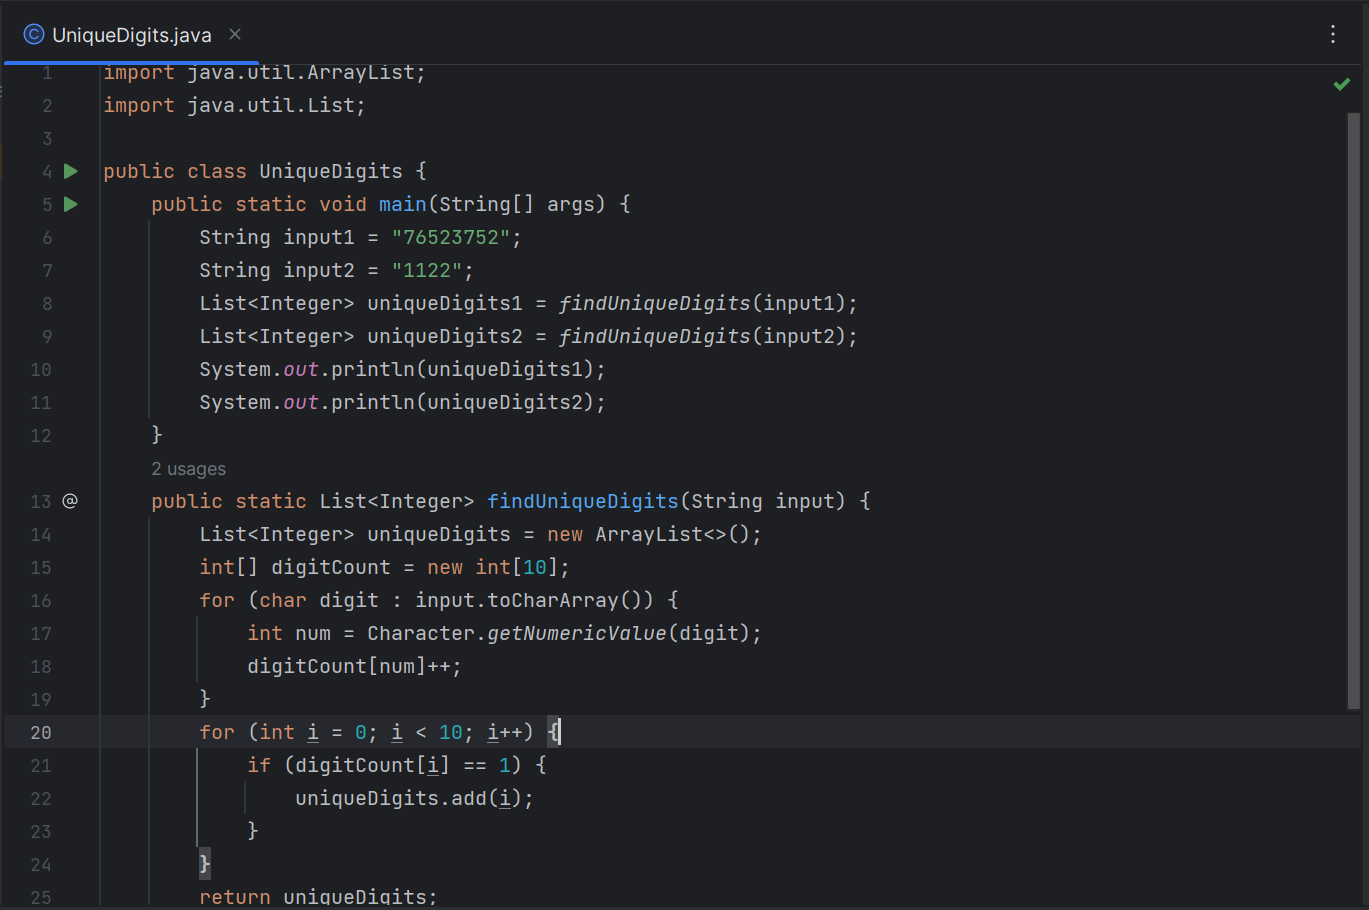 UniqueDigits.java
1 import java.util.ArrayList;
2 import java.util.List;
3
4 public class UniqueDigits {
5     public static void main(String[] args) {
6         String input1 = "76523752";
7         String input2 = "1122";
8         List<Integer> uniqueDigits1 = findUniqueDigits(input1);
9         List<Integer> uniqueDigits2 = findUniqueDigits(input2);
10         System.out.println(uniqueDigits1);
11         System.out.println(uniqueDigits2);
12     }
2 usages
13 @ public static List<Integer> findUniqueDigits(String input) {
14         List<Integer> uniqueDigits = new ArrayList<>();
15         int[] digitCount = new int[10];
16         for (char digit : input.toCharArray()) {
17             int num = Character.getNumericValue(digit);
18             digitCount[num]++;
19         }
20         for (int i = 0; i < 10; i++) {
21             if (digitCount[i] == 1) {
22                 uniqueDigits.add(i);
23             }
24         }
25         return uniqueDigits;